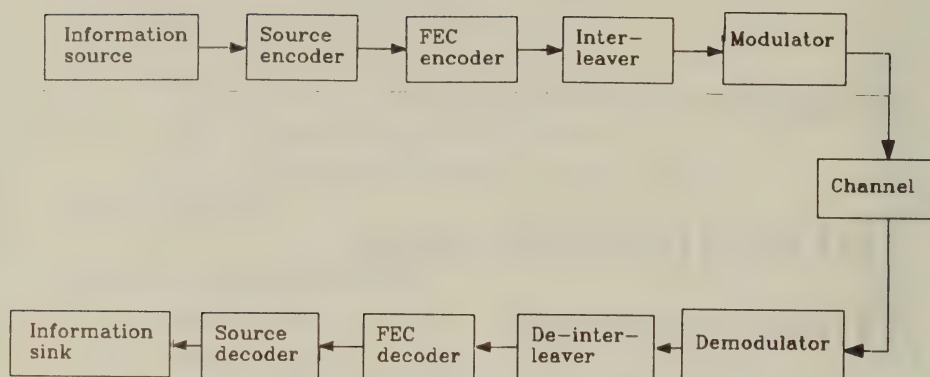 Information
source
Source
encoder
FEC
encoder
Inter-
leaver
Modulator
Channel
Information
sink
Source
decoder
FEC
decoder
De-inter-
leaver
Demodulator